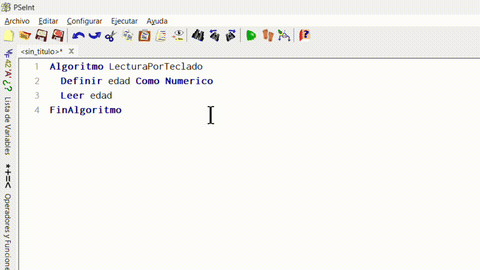 PSeInt
Archivo Editar Configurar Ejecutar Ayuda
<sin_titulo>* X
1 Algoritmo LecturaPorTeclado
2 Definir edad Como Numerico
3 Leer edad
4 FinAlgoritmo
Lista de Variables
*+=< Operadores y Funcione